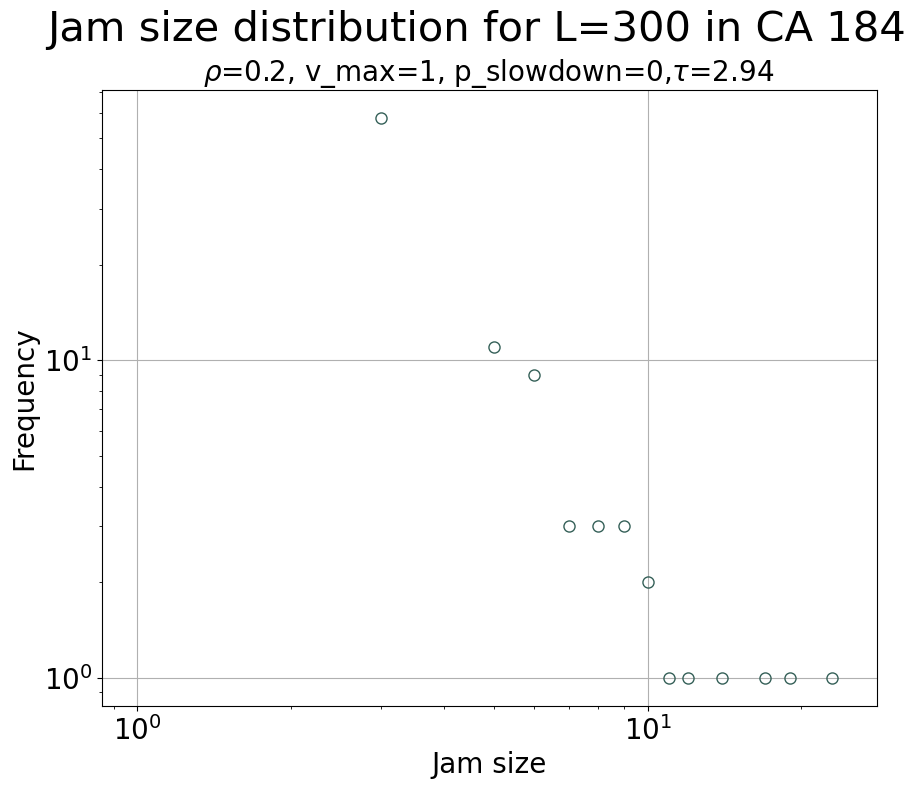 Jam size distribution for L=300 in CA 184
ρ=0.2, v_max=1, p_slowdown=0,τ=2.94
Frequency
10¹
10⁰
10⁰
10¹
Jam size